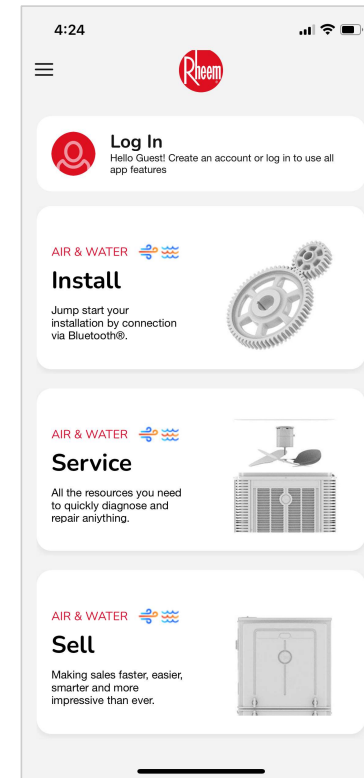 4:24
Rheem
Log In
Hello Guest! Create an account or log in to use all
app features
AIR & WATER
Install
Jump start your
installation by connection
via Bluetooth®.
AIR & WATER
Service
All the resources you need
to quickly diagnose and
repair aniything.
AIR & WATER
Sell
Making sales faster, easier,
smarter and more
impressive than ever.